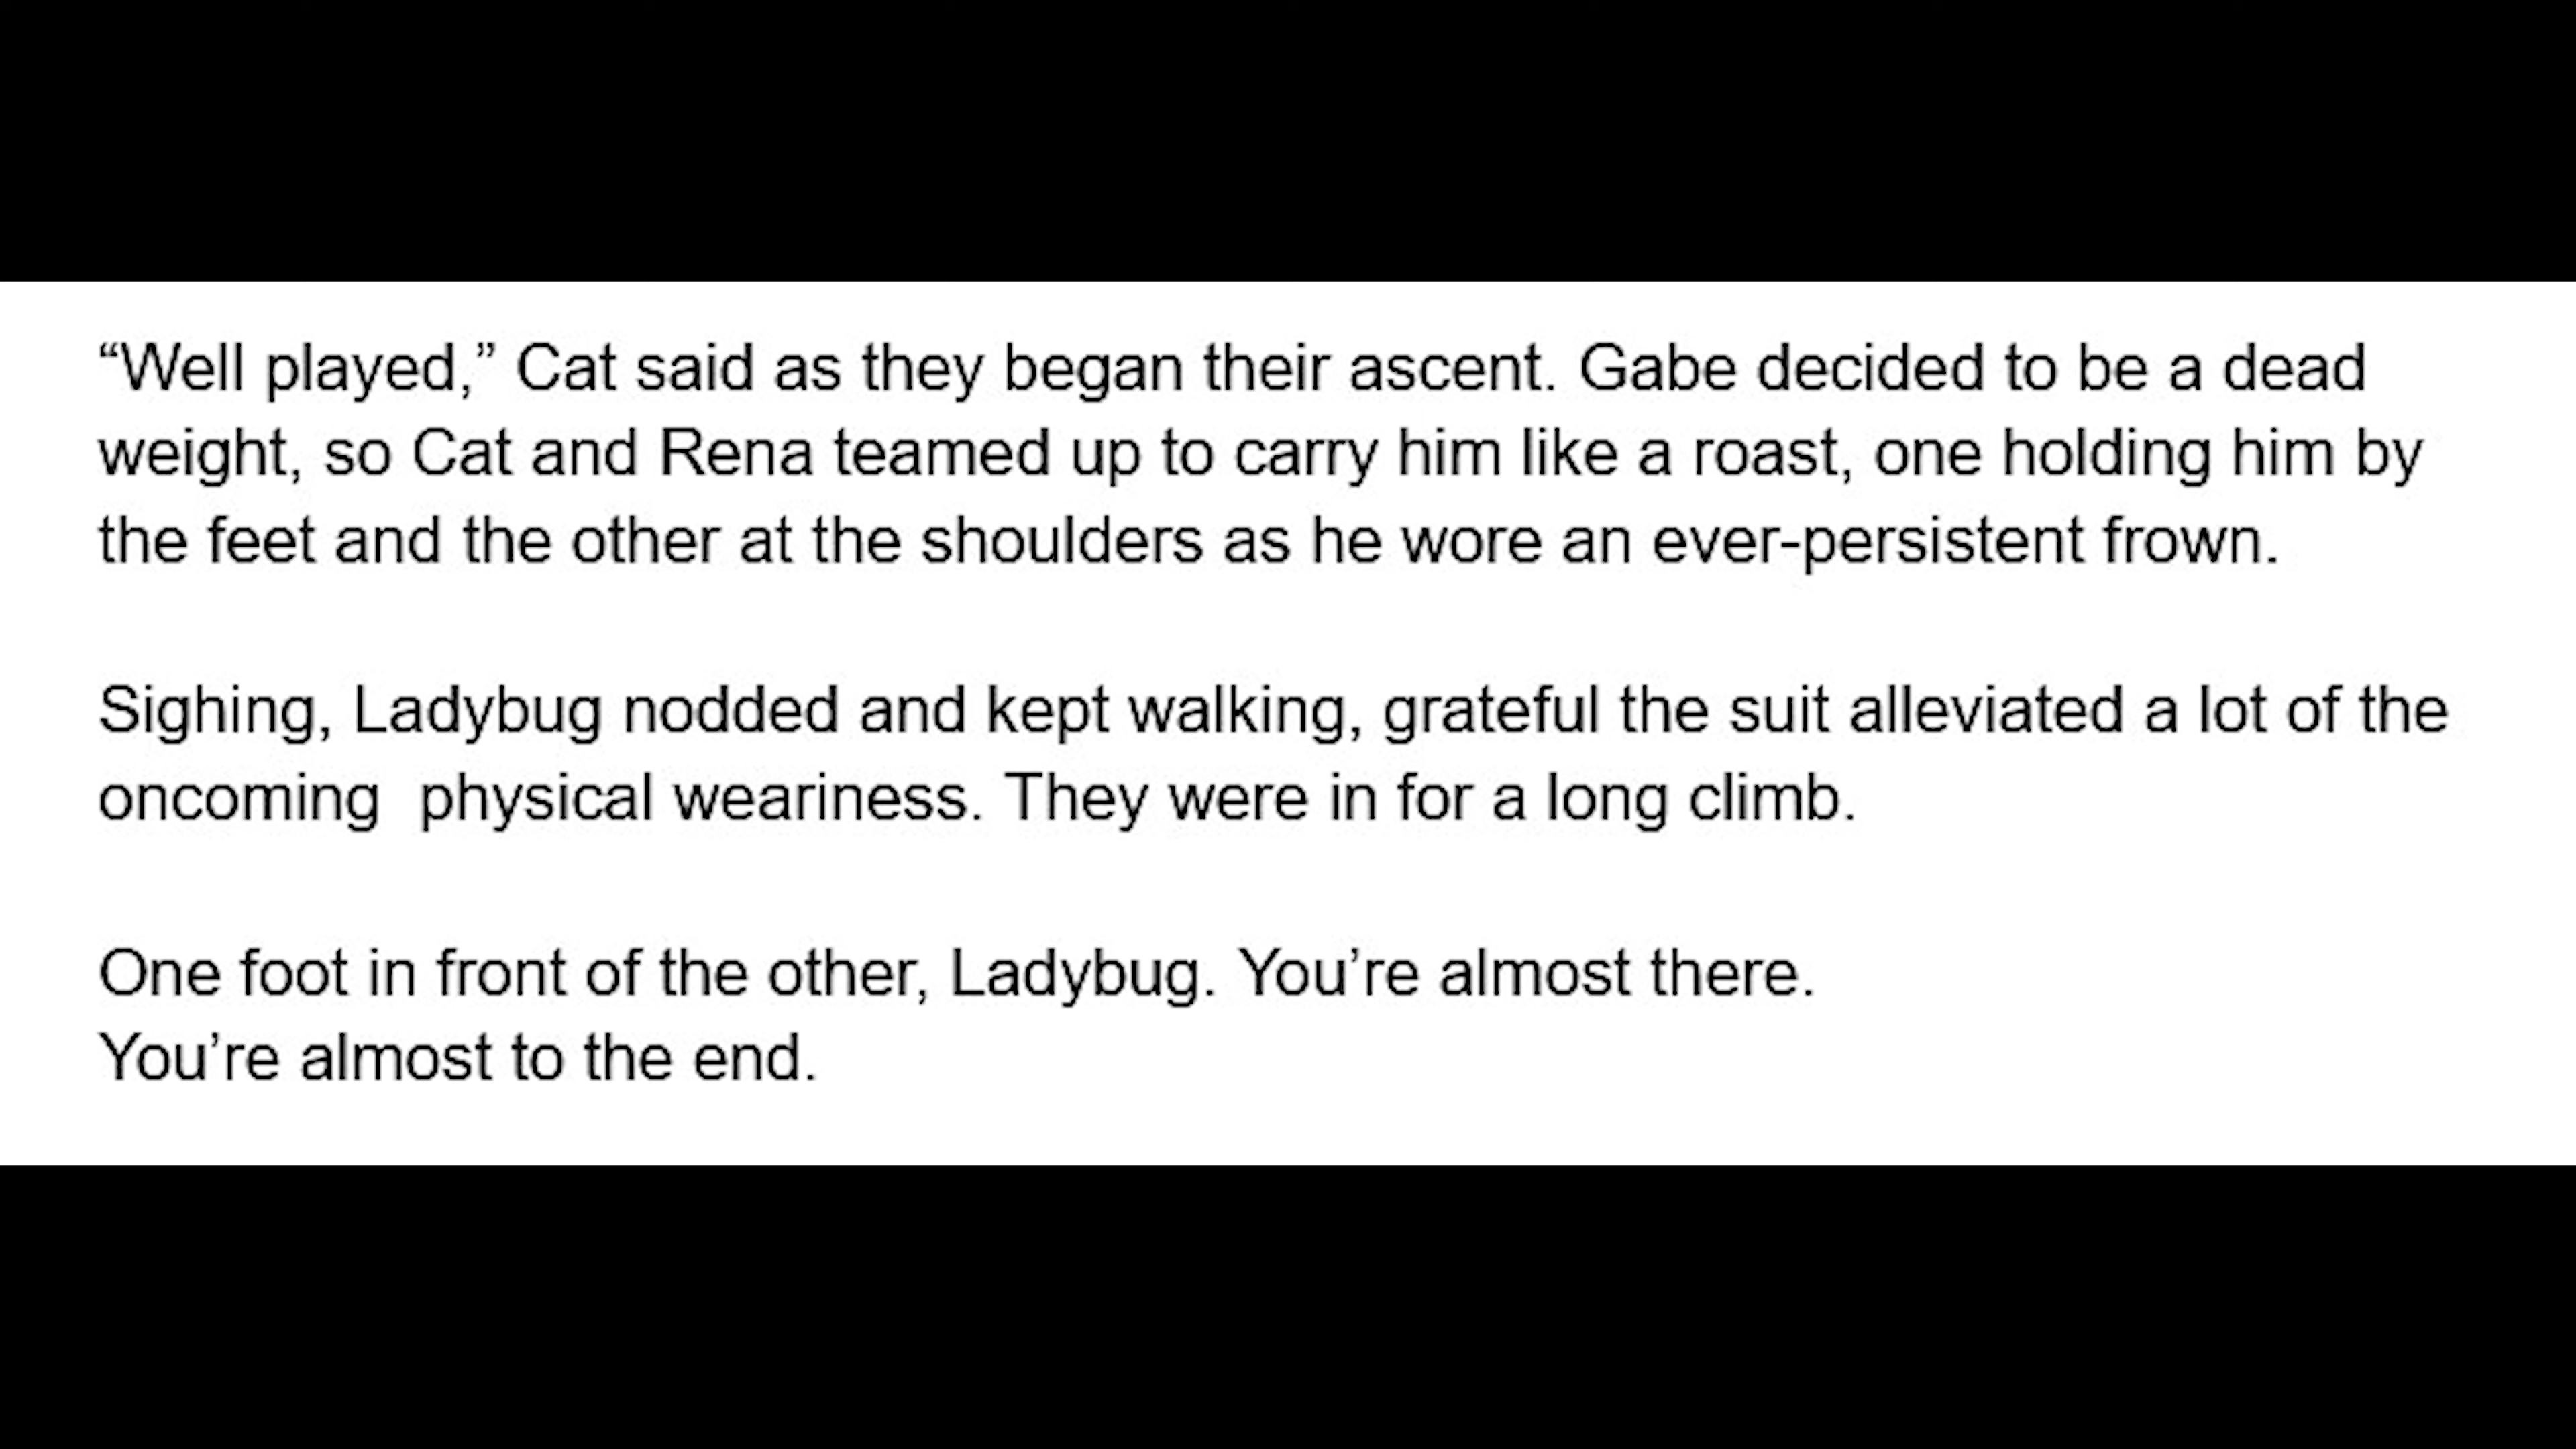 “Well played,” Cat said as they began their ascent. Gabe decided to be a dead
weight, so Cat and Rena teamed up to carry him like a roast, one holding him by
the feet and the other at the shoulders as he wore an ever-persistent frown.
Sighing, Ladybug nodded and kept walking, grateful the suit alleviated a lot of the
oncoming  physical weariness. They were in for a long climb.
One foot in front of the other, Ladybug. You’re almost there.
You’re almost to the end.